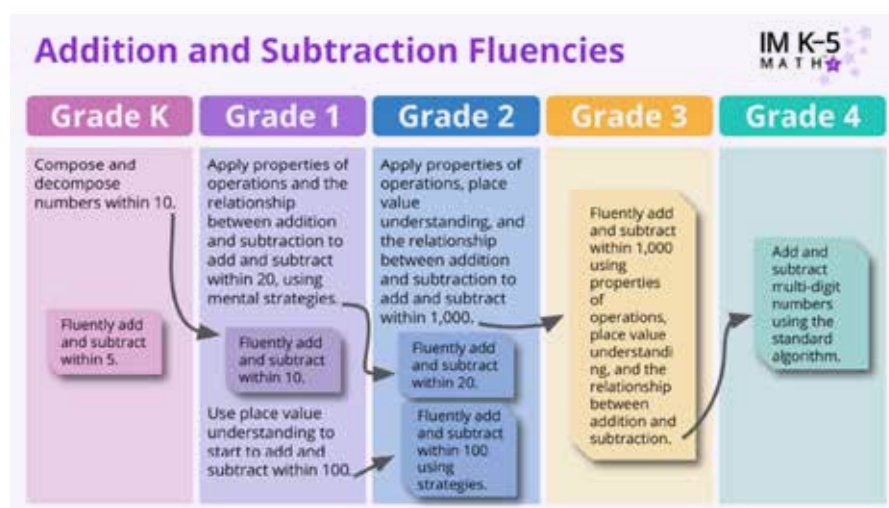 Addition and Subtraction Fluencies
IM K–5
MATH
Grade K
Grade 1
Grade 2
Grade 3
Grade 4
Compose and
decompose
numbers within 10.
Fluently add
and subtract
within 5.
Apply properties of
operations and the
relationship
between addition
and subtraction to
add and subtract
within 20, using
mental strategies.
Fluently add
and subtract
within 10.
Use place value
understanding to
start to add and
subtract within 100.
Apply properties of
operations, place
value
understanding, and
the relationship
between addition
and subtraction to
add and subtract
within 1,000.
Fluently add
and subtract
within 20.
Fluently add
and subtract
within 100
using
strategies.
Fluently add
and subtract
within 1,000
using
properties
of
operations,
place value
understandi
ng, and the
relationship
between
addition and
subtraction.
Add and
subtract
multi-digit
numbers
using the
standard
algorithm.